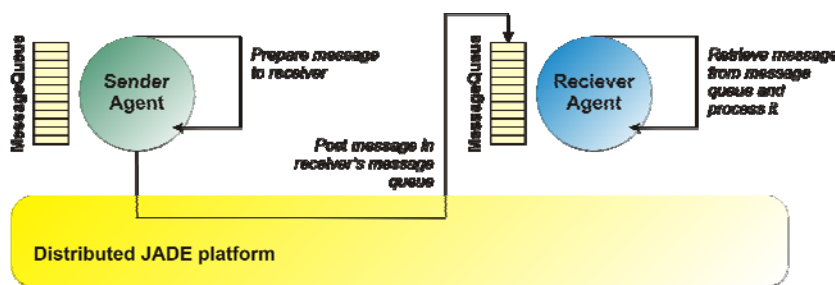 MessageQueue
Sender
Agent
Prepare message
to receiver
Post message in
receiver's message
queue
MessageQueue
Reciever
Agent
Retrieve message
from message
queue and
process it
Distributed JADE platform